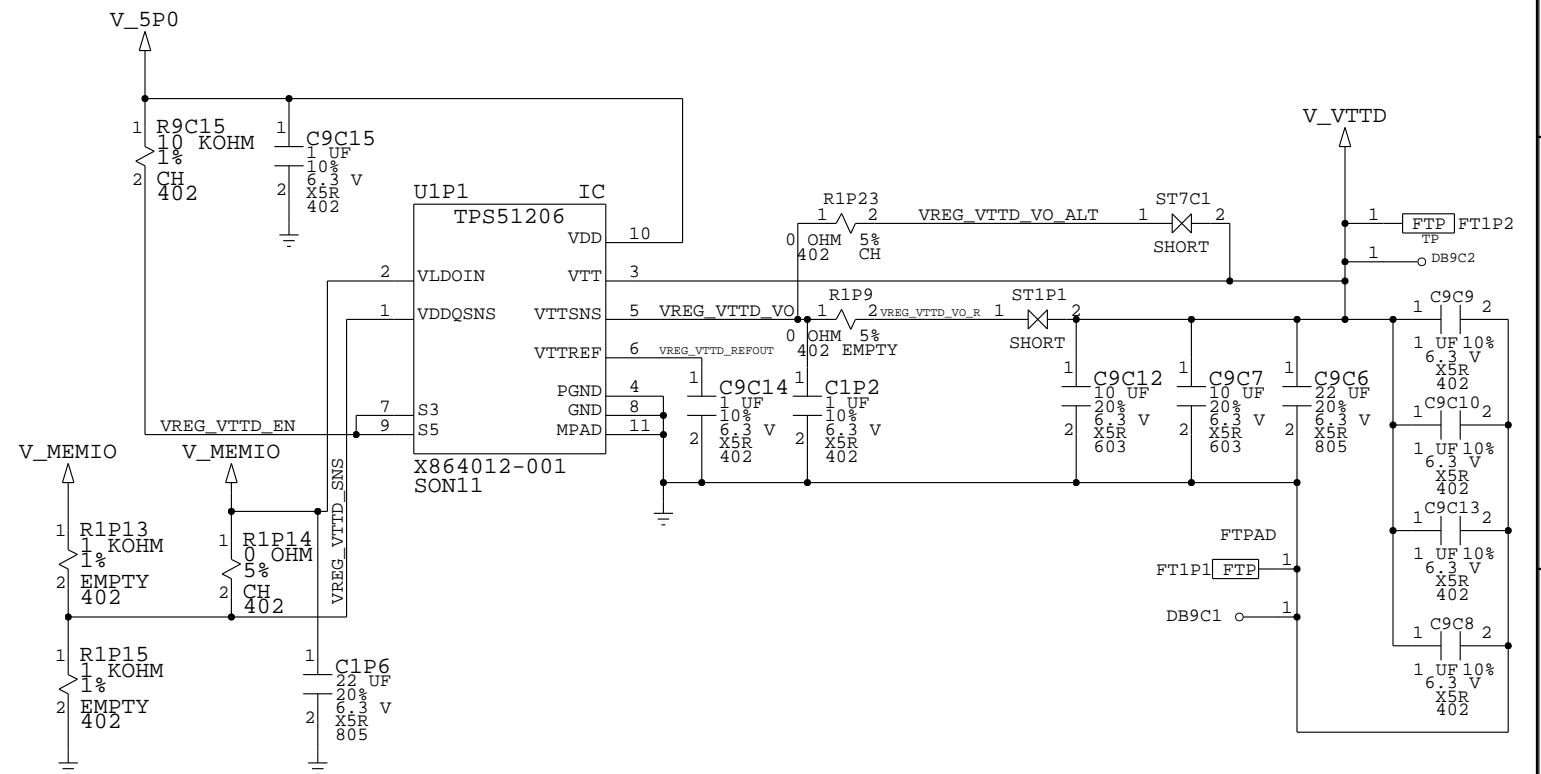 V_5P0
1 R9C15
10 KOHM
1%
2 CH
402
1 C9C15
1 UF
10%
6.3 V
2 X5R
402
U1P1 IC
TPS51206
VDD 10
2 VLDOIN VTT 3
1 VDDQSNS VTTSNS 5 VREG_VTTD_VO
VTTREF 6 VREG_VTTD_REFOUT
PGND 4
7 S3 GND 8
VREG_VTTD_EN 9 S5 MPAD 11
X864012-001
SON11
R1P23
1 2 VREG_VTTD_VO_ALT
0 OHM 5%
402 CH
ST7C1
1 2
SHORT
R1P9
1 2 VREG_VTTD_VO_R
0 OHM 5%
402 EMPTY
ST1P1
1 2
SHORT
V_VTTD
1 FTP FT1P2
TP
1 DB9C2
1 C9C14
1 UF
10%
6.3 V
2 X5R
402
1 C1P2
1 UF
10%
6.3 V
2 X5R
402
1 C9C12
10 UF
20%
6.3 V
2 X5R
603
1 C9C7
10 UF
20%
6.3 V
2 X5R
603
1 C9C6
22 UF
20%
6.3 V
2 X5R
805
C9C9
1 2
1 UF 10%
6.3 V
X5R
402
C9C10
1 2
1 UF 10%
6.3 V
X5R
402
C9C13
1 2
1 UF 10%
6.3 V
X5R
402
C9C8
1 2
1 UF 10%
6.3 V
X5R
402
V_MEMIO
V_MEMIO
VREG_VTTD_SNS
1 R1P13
1 KOHM
1%
2 EMPTY
402
1 R1P14
0 OHM
5%
2 CH
402
1 R1P15
1 KOHM
1%
2 EMPTY
402
1 C1P6
22 UF
20%
6.3 V
2 X5R
805
FTPAD
FT1P1 FTP 1
DB9C1 1